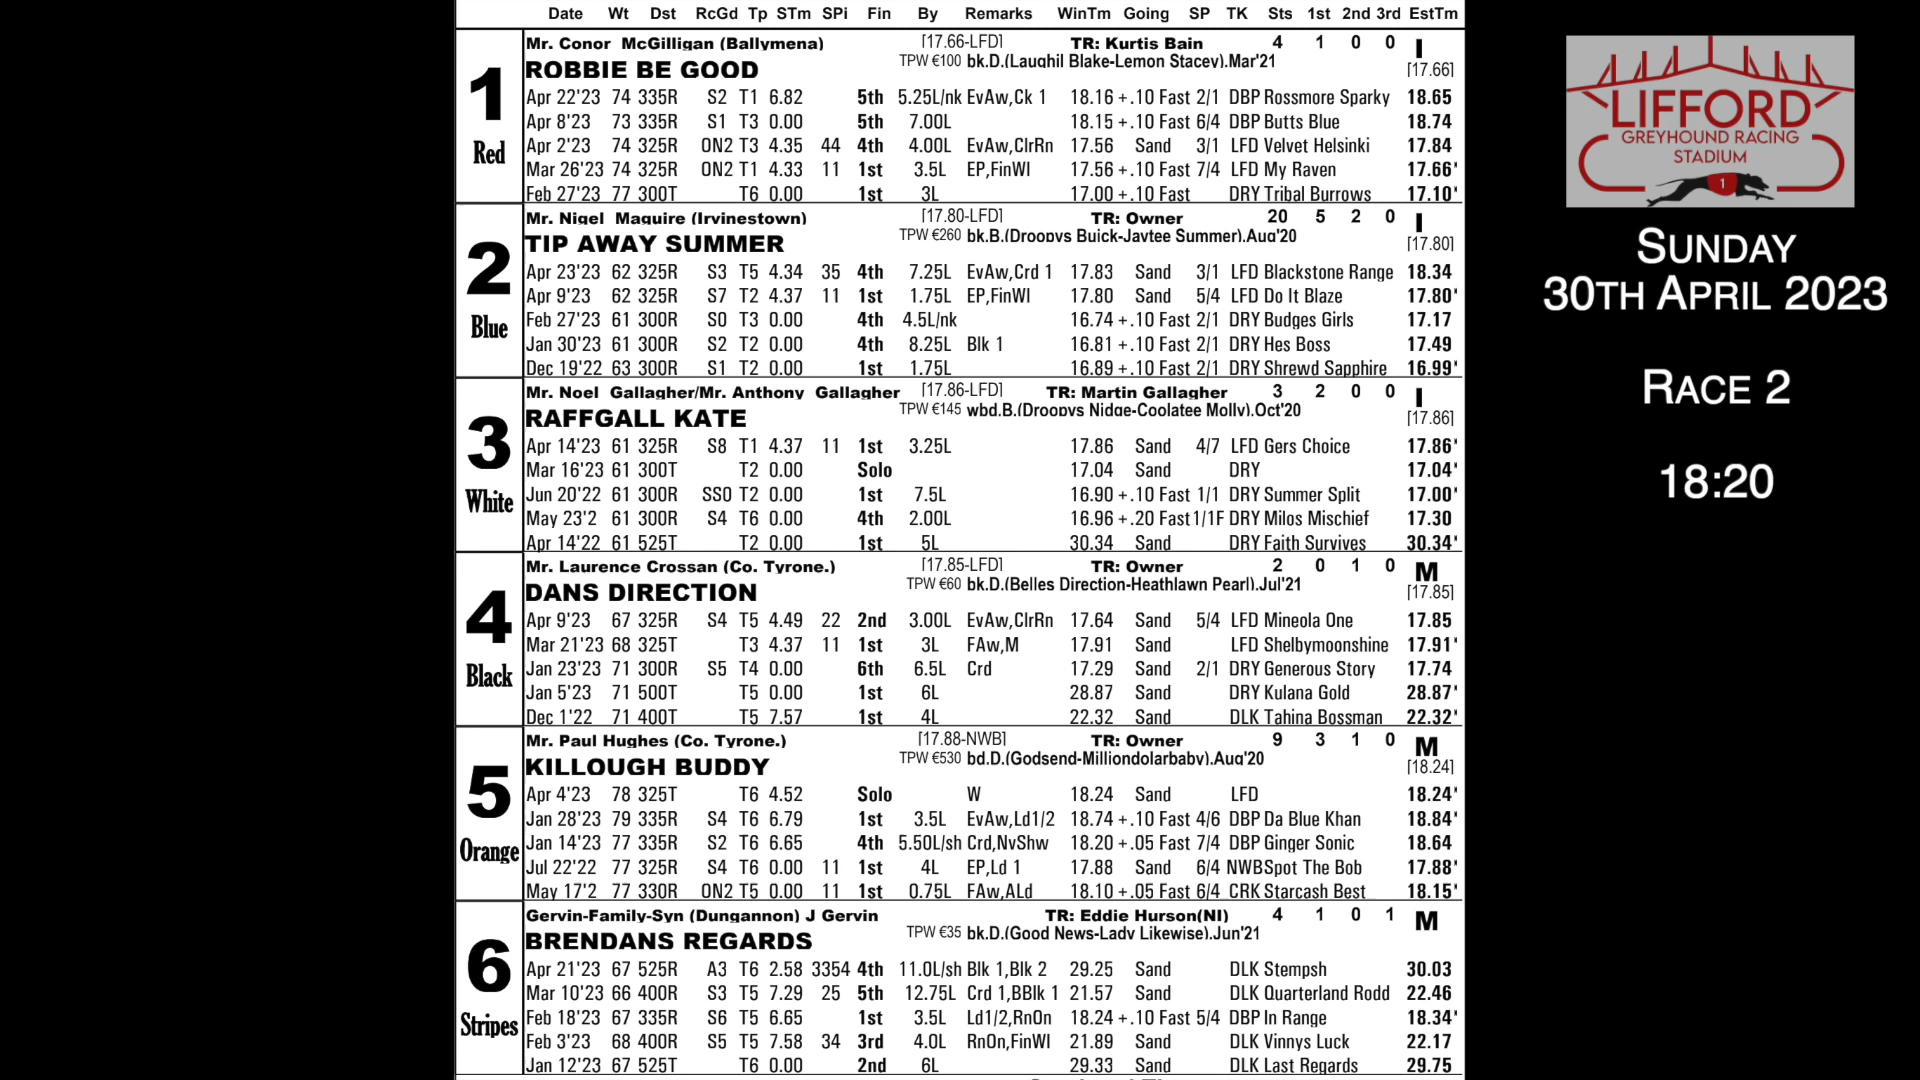 Date Wt Dst RcGd Tp STm SPi Fin By Remarks WinTm Going SP TK Sts 1st 2nd 3rd EstTm
1
Red
Mr. Conor McGilligan (Ballymena) [17.66-LFD] TR: Kurtis Bain 4 1 0 0 I
ROBBIE BE GOOD TPW €100 bk.D.(Laughil Blake-Lemon Stacey).Mar'21 [17.66]
Apr 22'23 74 335R S2 T1 6.82 5th 5.25L/nk EvAw,Ck 1 18.16 +.10 Fast 2/1 DBP Rossmore Sparky 18.65
Apr 8'23 73 335R S1 T3 0.00 5th 7.00L 18.15 +.10 Fast 6/4 DBP Butts Blue 18.74
Apr 2'23 74 325R ON2 T3 4.35 44 4th 4.00L EvAw,ClrRn 17.56 Sand 3/1 LFD Velvet Helsinki 17.84
Mar 26'23 74 325R ON2 T1 4.33 11 1st 3.5L EP,FinWl 17.56 +.10 Fast 7/4 LFD My Raven 17.66'
Feb 27'23 77 300T T6 0.00 1st 3L 17.00 +.10 Fast DRY Tribal Burrows 17.10'
2
Blue
Mr. Nigel Maguire (Irvinestown) [17.80-LFD] TR: Owner 20 5 2 0 I
TIP AWAY SUMMER TPW €260 bk.B.(Droopys Buick-Jaytee Summer).Aug'20 [17.80]
Apr 23'23 62 325R S3 T5 4.34 35 4th 7.25L EvAw,Crd 1 17.83 Sand 3/1 LFD Blackstone Range 18.34
Apr 9'23 62 325R S7 T2 4.37 11 1st 1.75L EP,FinWl 17.80 Sand 5/4 LFD Do It Blaze 17.80'
Feb 27'23 61 300R S0 T3 0.00 4th 4.5L/nk 16.74 +.10 Fast 2/1 DRY Budges Girls 17.17
Jan 30'23 61 300R S2 T2 0.00 4th 8.25L Blk 1 16.81 +.10 Fast 2/1 DRY Hes Boss 17.49
Dec 19'22 63 300R S1 T2 0.00 1st 1.75L 16.89 +.10 Fast 2/1 DRY Shrewd Sapphire 16.99'
3
White
Mr. Noel Gallagher/Mr. Anthony Gallagher [17.86-LFD] TR: Martin Gallagher 3 2 0 0 I
RAFFGALL KATE TPW €145 wbd.B.(Droopys Nidge-Coolatee Molly).Oct'20 [17.86]
Apr 14'23 61 325R S8 T1 4.37 11 1st 3.25L 17.86 Sand 4/7 LFD Gers Choice 17.86'
Mar 16'23 61 300T T2 0.00 Solo 17.04 Sand DRY 17.04'
Jun 20'22 61 300R SS0 T2 0.00 1st 7.5L 16.90 +.10 Fast 1/1 DRY Summer Split 17.00'
May 23'2 61 300R S4 T6 0.00 4th 2.00L 16.96 +.20 Fast 1/1F DRY Milos Mischief 17.30
Apr 14'22 61 525T T2 0.00 1st 5L 30.34 Sand DRY Faith Survives 30.34'
4
Black
Mr. Laurence Crossan (Co. Tyrone.) [17.85-LFD] TR: Owner 2 0 1 0 M
DANS DIRECTION TPW €60 bk.D.(Belles Direction-Heathlawn Pearl).Jul'21 [17.85]
Apr 9'23 67 325R S4 T5 4.49 22 2nd 3.00L EvAw,ClrRn 17.64 Sand 5/4 LFD Mineola One 17.85
Mar 21'23 68 325T T3 4.37 11 1st 3L FAw,M 17.91 Sand LFD Shelbymoonshine 17.91'
Jan 23'23 71 300R S5 T4 0.00 6th 6.5L Crd 17.29 Sand 2/1 DRY Generous Story 17.74
Jan 5'23 71 500T T5 0.00 1st 6L 28.87 Sand DRY Kulana Gold 28.87'
Dec 1'22 71 400T T5 7.57 1st 4L 22.32 Sand DLK Tahina Bossman 22.32'
5
Orange
Mr. Paul Hughes (Co. Tyrone.) [17.88-NWB] TR: Owner 9 3 1 0 M
KILLOUGH BUDDY TPW €530 bd.D.(Godsend-Milliondolarbaby).Aug'20 [18.24]
Apr 4'23 78 325T T6 4.52 Solo W 18.24 Sand LFD 18.24'
Jan 28'23 79 335R S4 T6 6.79 1st 3.5L EvAw,Ld1/2 18.74 +.10 Fast 4/6 DBP Da Blue Khan 18.84'
Jan 14'23 77 335R S2 T6 6.65 4th 5.50L/sh Crd,NvShw 18.20 +.05 Fast 7/4 DBP Ginger Sonic 18.64
Jul 22'22 77 325R S4 T6 0.00 11 1st 4L EP,Ld 1 17.88 Sand 6/4 NWB Spot The Bob 17.88'
May 17'2 77 330R ON2 T5 0.00 11 1st 0.75L FAw,ALd 18.10 +.05 Fast 6/4 CRK Starcash Best 18.15'
6
Stripes
Gervin-Family-Syn (Dungannon) J Gervin TR: Eddie Hurson(NI) 4 1 0 1 M
BRENDANS REGARDS TPW €35 bk.D.(Good News-Lady Likewise).Jun'21
Apr 21'23 67 525R A3 T6 2.58 3354 4th 11.0L/sh Blk 1,Blk 2 29.25 Sand DLK Stempsh 30.03
Mar 10'23 66 400R S3 T5 7.29 25 5th 12.75L Crd 1,BBlk 1 21.57 Sand DLK Quarterland Rodd 22.46
Feb 18'23 67 335R S6 T5 6.65 1st 3.5L Ld1/2,RnOn 18.24 +.10 Fast 5/4 DBP In Range 18.34'
Feb 3'23 68 400R S5 T5 7.58 34 3rd 4.0L RnOn,FinWl 21.89 Sand DLK Vinnys Luck 22.17
Jan 12'23 67 525T T6 0.00 2nd 6L 29.33 Sand DLK Last Regards 29.75
LIFFORD
GREYHOUND RACING
STADIUM
1
SUNDAY
30TH APRIL 2023
RACE 2
18:20